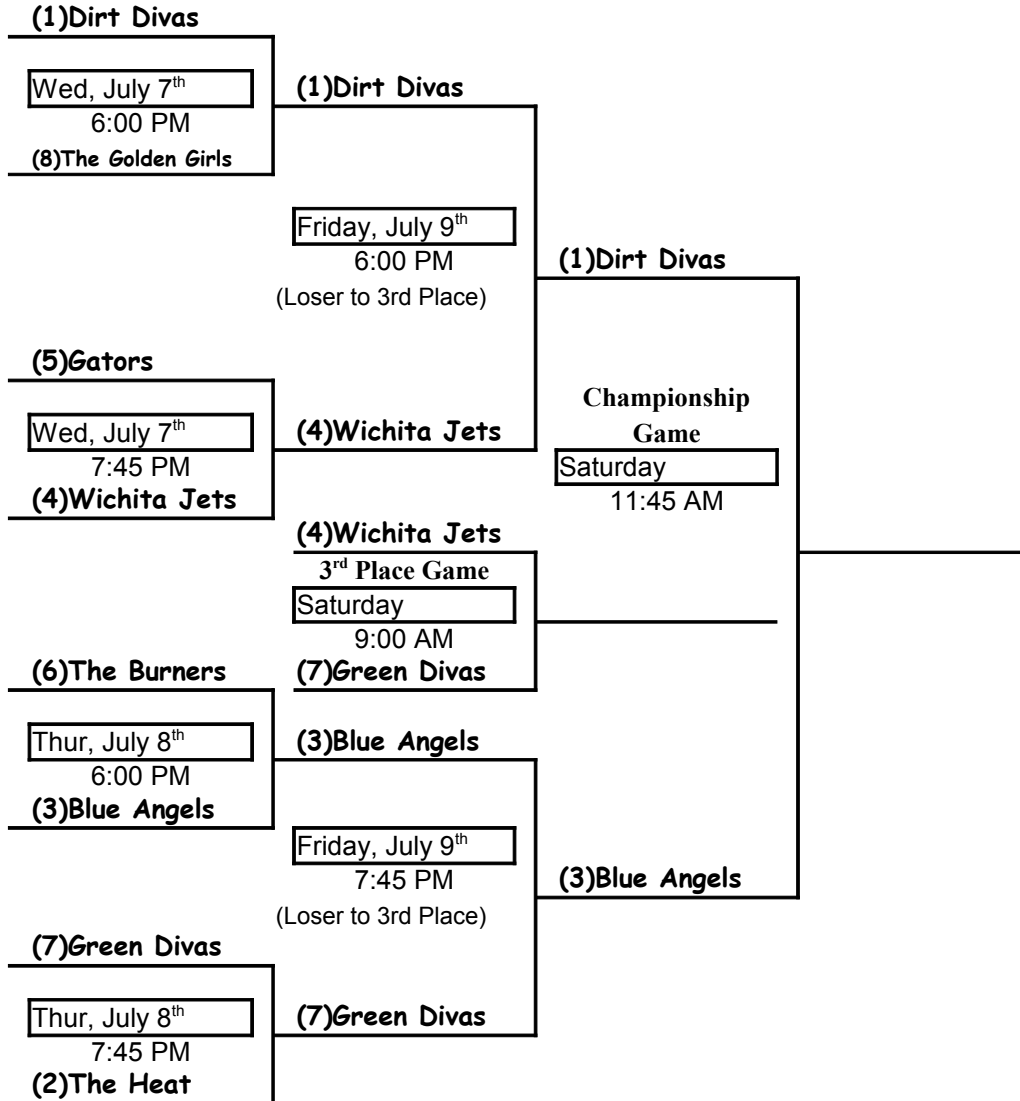 (1)Dirt Divas
Wed, July 7th
6:00 PM
(8)The Golden Girls
(1)Dirt Divas
Friday, July 9th
6:00 PM
(Loser to 3rd Place)
(1)Dirt Divas
(5)Gators
Wed, July 7th
7:45 PM
(4)Wichita Jets
(4)Wichita Jets
Championship
Game
Saturday
11:45 AM
(4)Wichita Jets
3rd Place Game
Saturday
9:00 AM
(7)Green Divas
(6)The Burners
Thur, July 8th
6:00 PM
(3)Blue Angels
(3)Blue Angels
Friday, July 9th
7:45 PM
(Loser to 3rd Place)
(3)Blue Angels
(7)Green Divas
Thur, July 8th
7:45 PM
(2)The Heat
(7)Green Divas